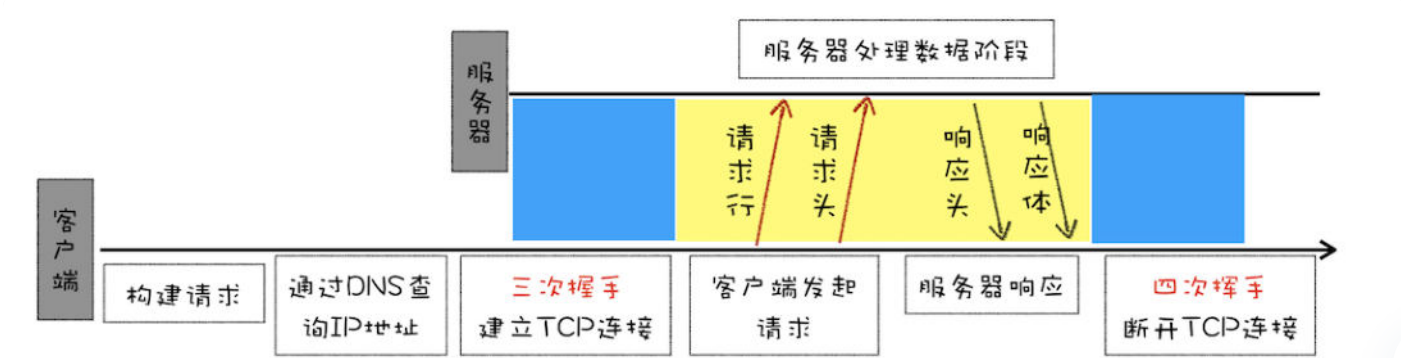 服务器处理数据阶段
服务器
请求行
请求头
响应头
响应体
客户端
构建请求
通过DNS查
询IP地址
三次握手
建立TCP连接
客户端发起
请求
服务器响应
四次挥手
断开TCP连接